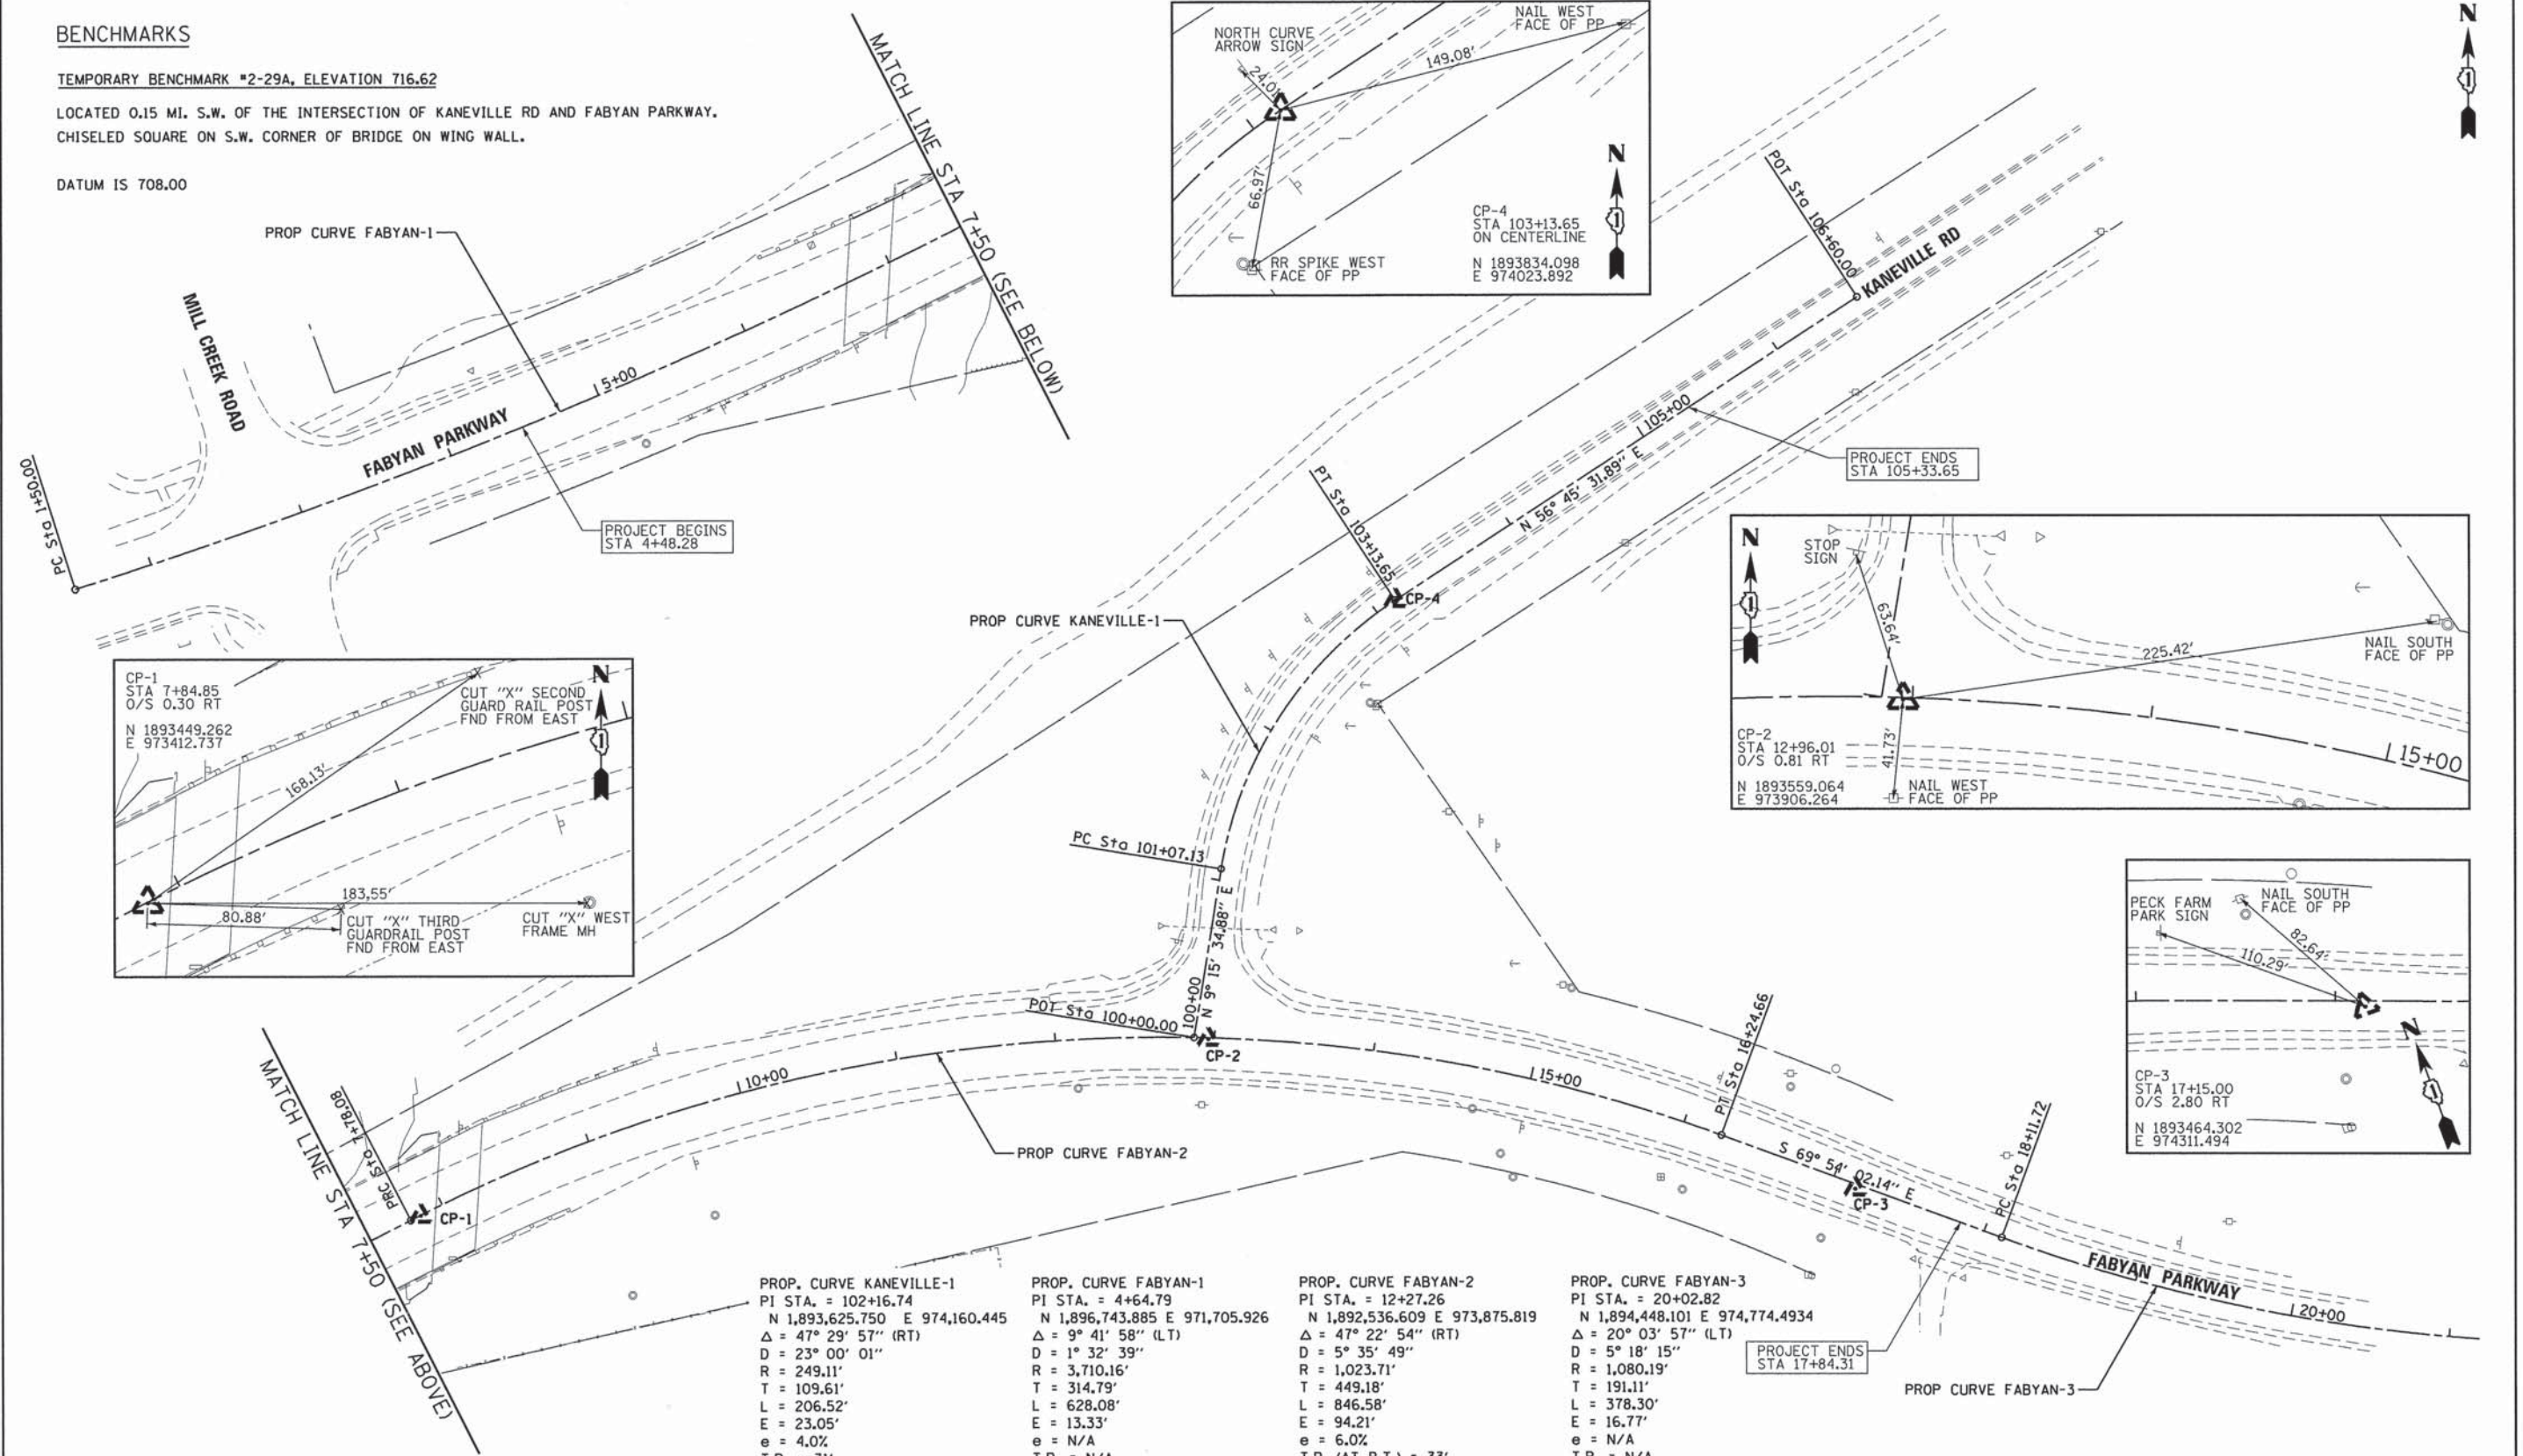 BENCHMARKS
TEMPORARY BENCHMARK #2-29A, ELEVATION 716.62
LOCATED 0.15 MI. S.W. OF THE INTERSECTION OF KANEVILLE RD AND FABYAN PARKWAY.
CHISELED SQUARE ON S.W. CORNER OF BRIDGE ON WING WALL.
DATUM IS 708.00
PROP CURVE FABYAN-1
MILL CREEK ROAD
FABYAN PARKWAY
5+00
PC Sta 1+50.00
PROJECT BEGINS
STA 4+48.28
MATCH LINE STA 7+50 (SEE BELOW)
NORTH CURVE
ARROW SIGN
NAIL WEST
FACE OF PP
24.01'
149.08'
66.97'
RR SPIKE WEST
FACE OF PP
N
CP-4
STA 103+13.65
ON CENTERLINE
N 1893834.098
E 974023.892
N
POT Sta 106+60.00
KANEVILLE RD
105+00
PROJECT ENDS
STA 105+33.65
N 56° 45' 31.89" E
PT Sta 103+13.65
CP-4
PROP CURVE KANEVILLE-1
N
STOP
SIGN
63.64'
225.42'
NAIL SOUTH
FACE OF PP
CP-2
STA 12+96.01
O/S 0.81 RT
N 1893559.064
E 973906.264
41.73'
NAIL WEST
FACE OF PP
15+00
CP-1
STA 7+84.85
O/S 0.30 RT
N 1893449.262
E 973412.737
CUT "X" SECOND
GUARD RAIL POST
FND FROM EAST
N
168.13'
183.55'
80.88'
CUT "X" THIRD
GUARDRAIL POST
FND FROM EAST
CUT "X" WEST
FRAME MH
PC Sta 101+07.13
N 9° 15' 34.88" E
100+00
POT Sta 100+00.00
CP-2
PECK FARM
PARK SIGN
NAIL SOUTH
FACE OF PP
82.64'
110.29'
N
CP-3
STA 17+15.00
O/S 2.80 RT
N 1893464.302
E 974311.494
MATCH LINE STA 7+50 (SEE ABOVE)
PRC Sta 7+78.08
CP-1
10+00
PROP CURVE FABYAN-2
15+00
PT Sta 16+24.66
S 69° 54' 02.14" E
CP-3
PC Sta 18+11.72
FABYAN PARKWAY
20+00
PROJECT ENDS
STA 17+84.31
PROP CURVE FABYAN-3
PROP. CURVE KANEVILLE-1
PI STA. = 102+16.74
N 1,893,625.750 E 974,160.445
Δ = 47° 29' 57" (RT)
D = 23° 00' 01"
R = 249.11'
T = 109.61'
L = 206.52'
E = 23.05'
e = 4.0%
PROP. CURVE FABYAN-1
PI STA. = 4+64.79
N 1,896,743.885 E 971,705.926
Δ = 9° 41' 58" (LT)
D = 1° 32' 39"
R = 3,710.16'
T = 314.79'
L = 628.08'
E = 13.33'
e = N/A
PROP. CURVE FABYAN-2
PI STA. = 12+27.26
N 1,892,536.609 E 973,875.819
Δ = 47° 22' 54" (RT)
D = 5° 35' 49"
R = 1,023.71'
T = 449.18'
L = 846.58'
E = 94.21'
e = 6.0%
PROP. CURVE FABYAN-3
PI STA. = 20+02.82
N 1,894,448.101 E 974,774.4934
Δ = 20° 03' 57" (LT)
D = 5° 18' 15"
R = 1,080.19'
T = 191.11'
L = 378.30'
E = 16.77'
e = N/A